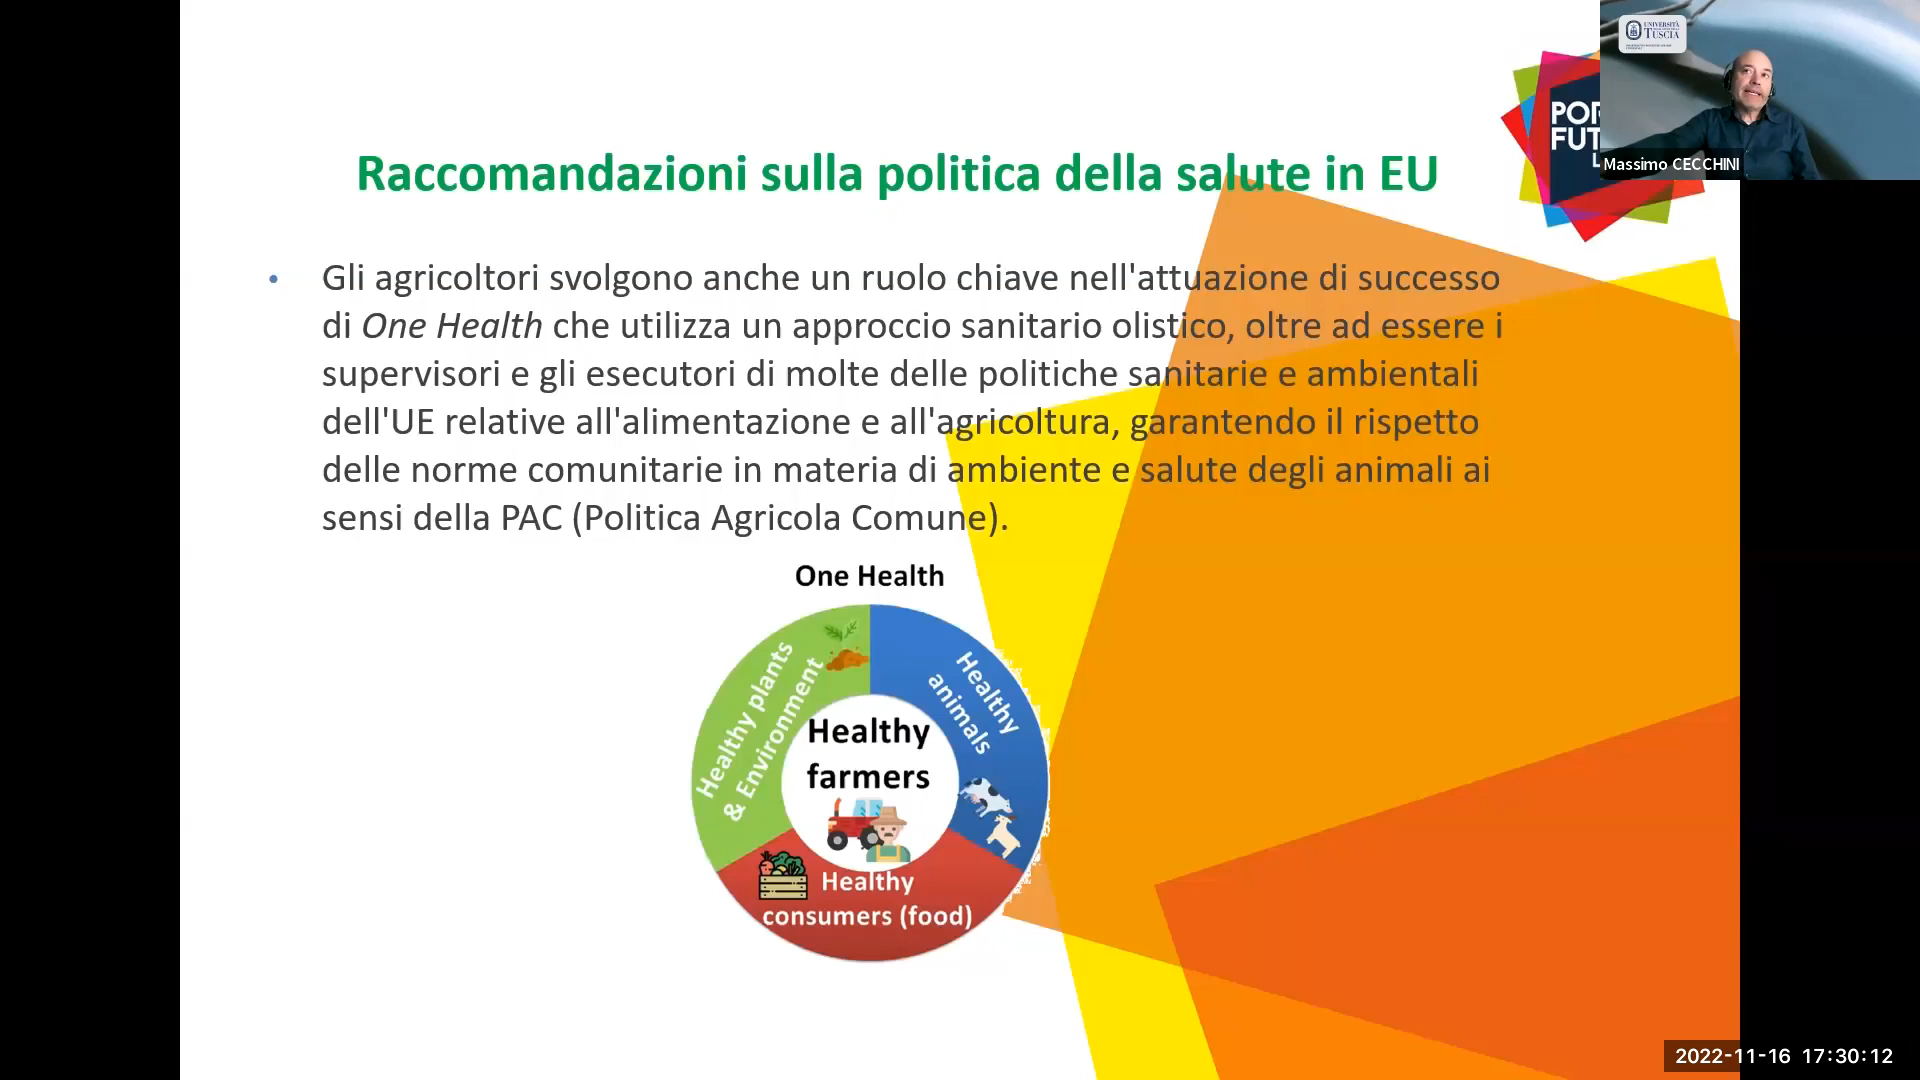 UNIVERSITÀ
TUSCIA
POR
FUT
L
Massimo CECCHINI
Raccomandazioni sulla politica della salute in EU
• Gli agricoltori svolgono anche un ruolo chiave nell'attuazione di successo
di One Health che utilizza un approccio sanitario olistico, oltre ad essere i
supervisori e gli esecutori di molte delle politiche sanitarie e ambientali
dell'UE relative all'alimentazione e all'agricoltura, garantendo il rispetto
delle norme comunitarie in materia di ambiente e salute degli animali ai
sensi della PAC (Politica Agricola Comune).
One Health
Healthy plants
& Environment
Healthy
animals
Healthy
farmers
Healthy
consumers (food)
2022-11-16 17:30:12